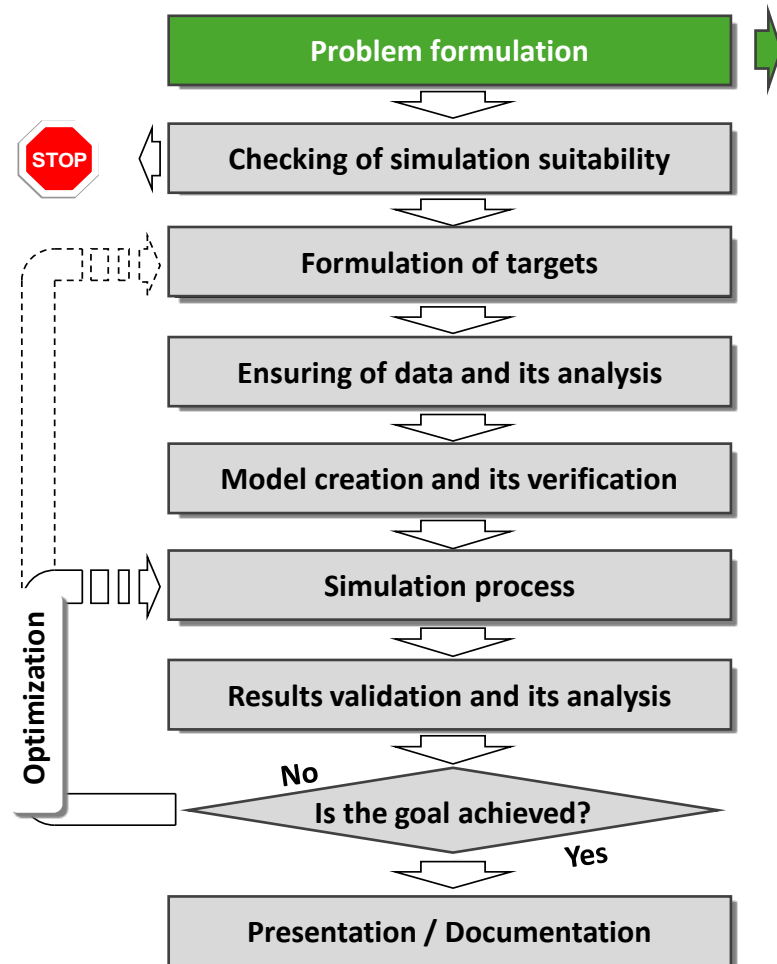 Problem formulation
STOP
Checking of simulation suitability
Formulation of targets
Ensuring of data and its analysis
Model creation and its verification
Simulation process
Optimization
Results validation and its analysis
No
Is the goal achieved?
Yes
Presentation / Documentation